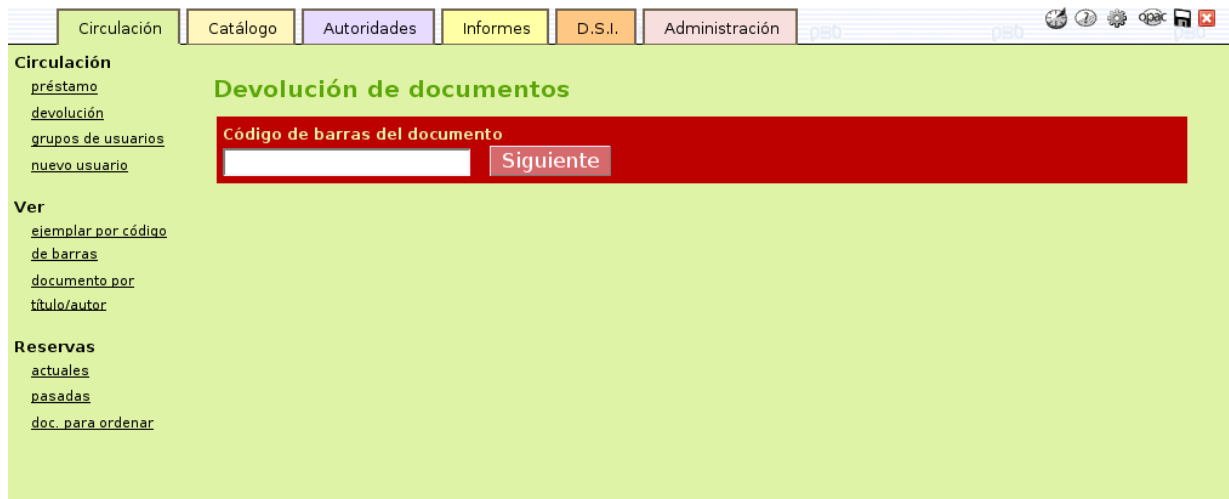 Circulación Catálogo Autoridades Informes D.S.I. Administración opac
Circulación
préstamo
devolución
grupos de usuarios
nuevo usuario
Ver
ejemplar por código
de barras
documento por
título/autor
Reservas
actuales
pasadas
doc. para ordenar
Devolución de documentos
Código de barras del documento
Siguiente